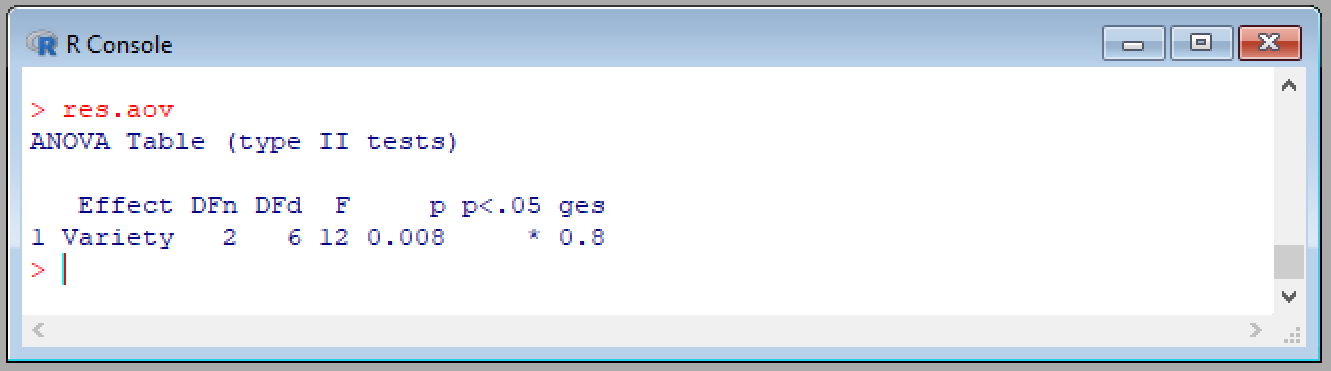 R Console
> res.aov
ANOVA Table (type II tests)
Effect DFn DFd F p p<.05 ges
1 Variety 2 6 12 0.008 * 0.8
>